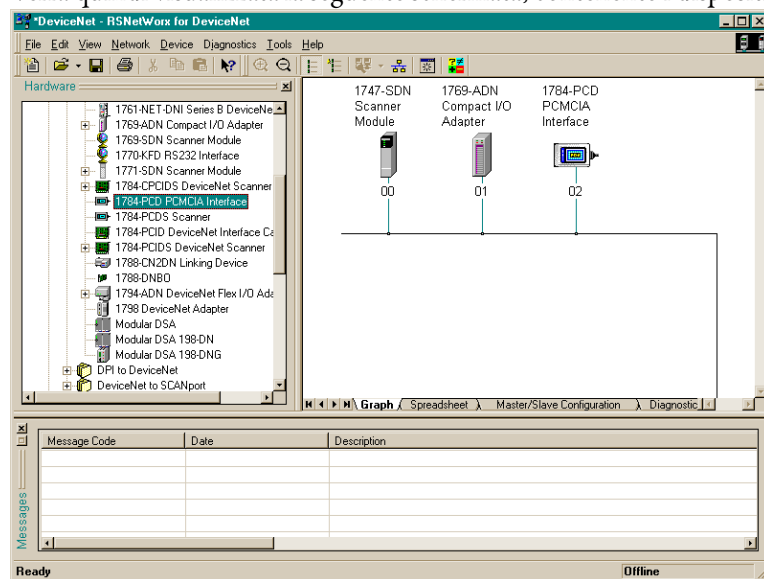 *DeviceNet - RSNetWorx for DeviceNet
File Edit View Network Device Diagnostics Tools Help
Hardware
1761-NET-DNI Series B DeviceNe
1769-ADN Compact I/O Adapter
1769-SDN Scanner Module
1770-KFD RS232 Interface
1771-SDN Scanner Module
1784-CPCIDS DeviceNet Scanner
1784-PCD PCMCIA Interface
1784-PCDS Scanner
1784-PCID DeviceNet Interface Ca
1784-PCIDS DeviceNet Scanner
1788-CN2DN Linking Device
1788-DNBO
1794-ADN DeviceNet Flex I/O Ada
1798 DeviceNet Adapter
Modular DSA
Modular DSA 198-DN
Modular DSA 198-DNG
DPI to DeviceNet
DeviceNet to SCANport
1747-SDN
Scanner
Module
00
1769-ADN
Compact I/O
Adapter
01
1784-PCD
PCMCIA
Interface
02
Graph Spreadsheet Master/Slave Configuration Diagnostic
Messages
Message Code Date Description
Ready Offline